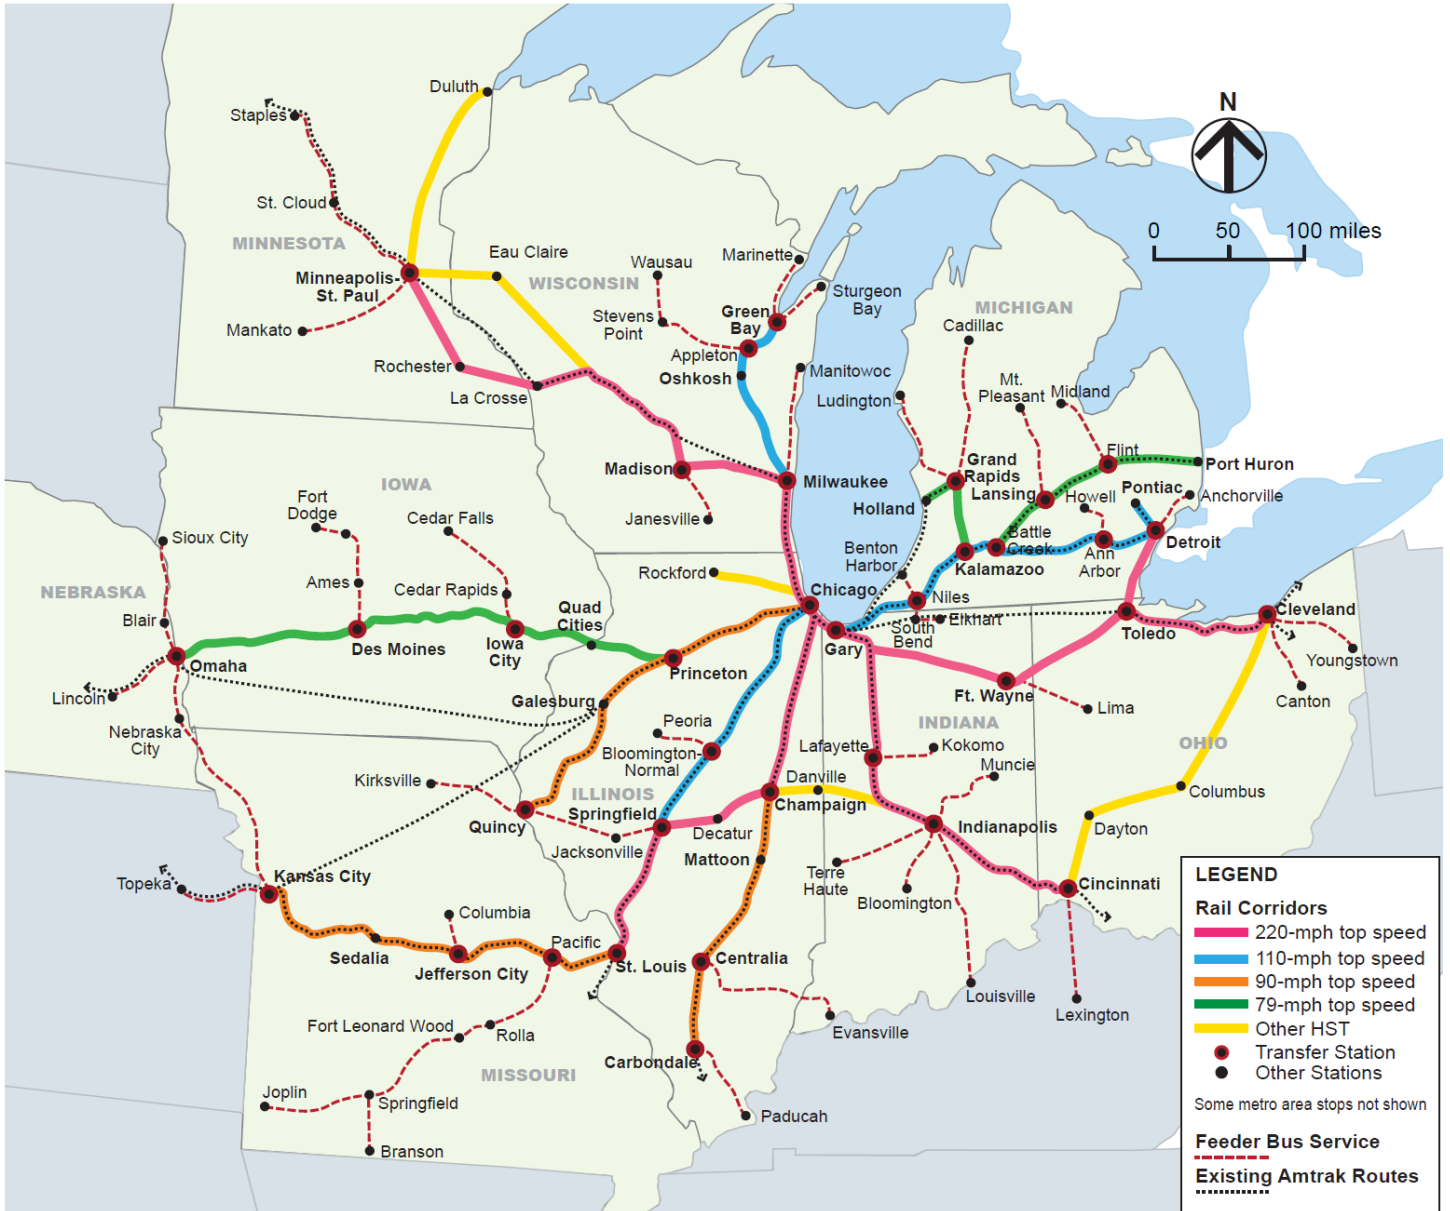 Duluth
N
Staples
St. Cloud
0
50
100 miles
MINNESOTA
Eau Claire
Marinette
Wausau
WISCONSIN
Minneapolis
St. Paul
Sturgeon
Bay
MICHIGAN
Green
Bay
Stevens
Point
Cadillac
Mankato
Appleton
Rochester
Oshkosh
Manitowoc
Mt.
Pleasant
Midland
La Crosse
Ludington
Flint
Port Huron
Madison
Milwaukee
Grand
Rapids
Lansing
Howell
Pontiac
Anchorville
IOWA
Fort
Dodge
Cedar Falls
Janesville
Holland
Sioux City
Battle
Creek
Detroit
Benton
Harbor
Kalamazoo
Ann
Arbor
NEBRASKA
Ames
Cedar Rapids
Rockford
Chicago
Niles
Cleveland
Blair
Quad
Cities
Elkhart
South
Bend
Toledo
Des Moines
Iowa
City
Gary
Omaha
Princeton
Youngstown
Lincoln
Galesburg
Ft. Wayne
Canton
Lima
Nebraska
City
Peoria
INDIANA
OHIO
Bloomington-
Normal
Lafayette
Kokomo
Muncie
Kirksville
Danville
Columbus
ILLINOIS
Springfield
Champaign
Quincy
Decatur
Indianapolis
Dayton
Jacksonville
Mattoon
Kansas City
Terre
Haute
Cincinnati
Topeka
Bloomington
Columbia
Pacific
Sedalia
Jefferson City
St. Louis
Centralia
Louisville
Lexington
Fort Leonard Wood
Rolla
Evansville
Carbondale
MISSOURI
Joplin
Springfield
Paducah
Branson
LEGEND
Rail Corridors
220-mph top speed
110-mph top speed
90-mph top speed
79-mph top speed
Other HST
Transfer Station
Other Stations
Some metro area stops not shown
Feeder Bus Service
Existing Amtrak Routes